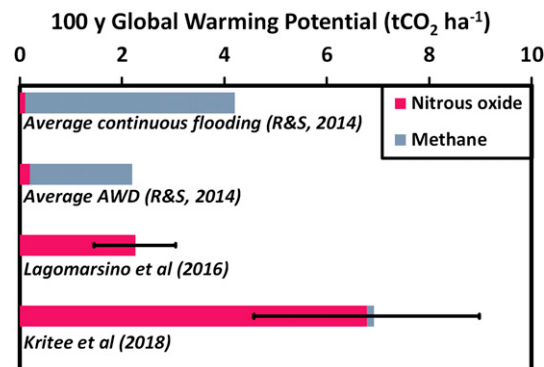 100 y Global Warming Potential (tCO₂ ha⁻¹)
0 2 4 6 8 10
Nitrous oxide
Methane
Average continuous flooding (R&S, 2014)
Average AWD (R&S, 2014)
Lagomarsino et al (2016)
Kritee et al (2018)